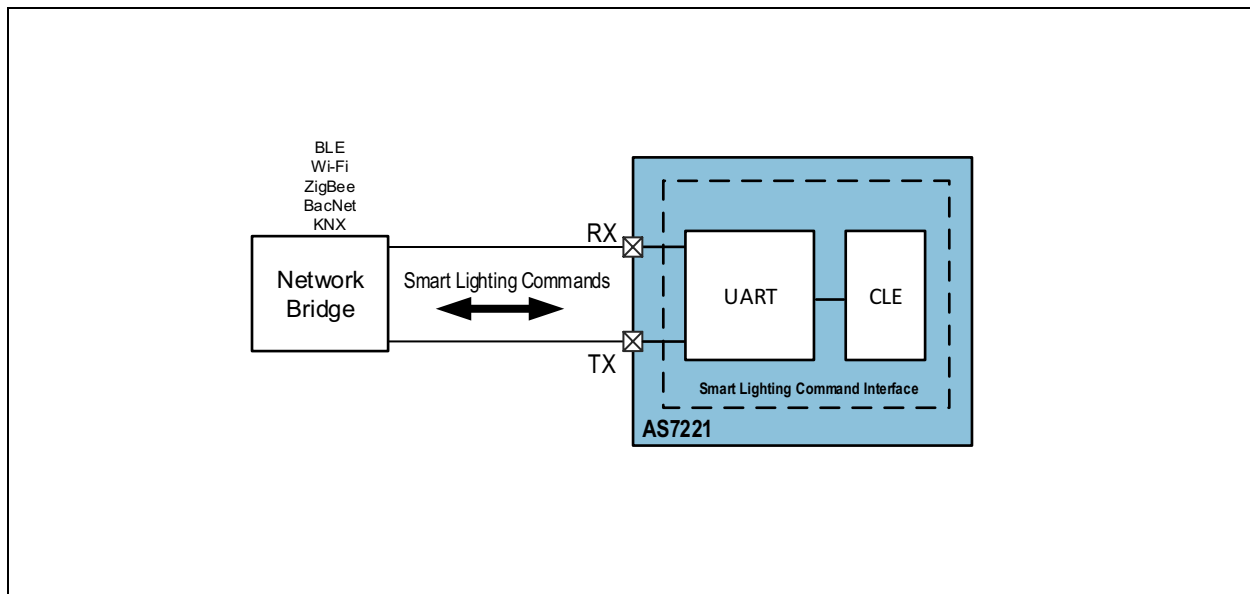 BLE
Wi-Fi
ZigBee
BacNet
KNX
Network
Bridge
Smart Lighting Commands
RX
TX
UART
CLE
Smart Lighting Command Interface
AS7221